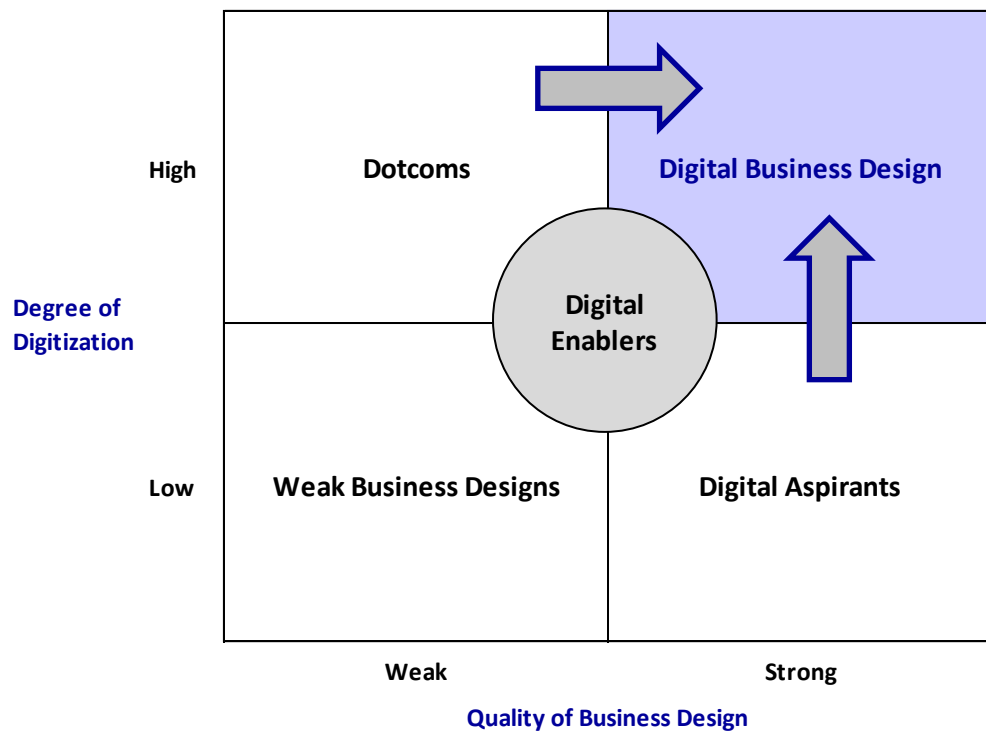 High
Dotcoms
Digital Business Design
Degree of
Digitization
Digital
Enablers
Low
Weak Business Designs
Digital Aspirants
Weak
Strong
Quality of Business Design